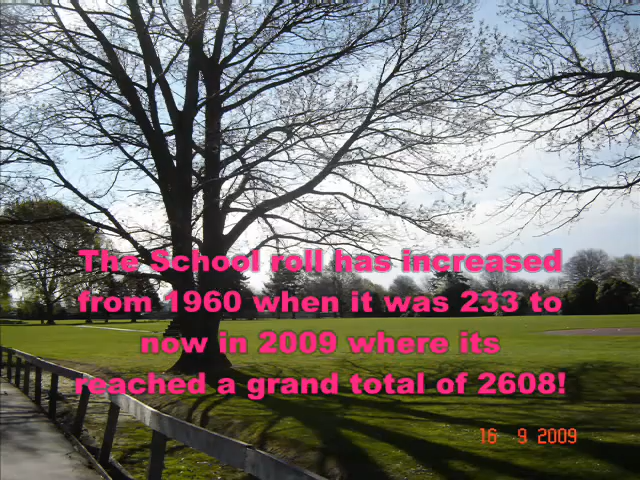 The School roll has increased
from 1960 when it was 233 to
now in 2009 where its
reached a grand total of 2608!
16 9 2009